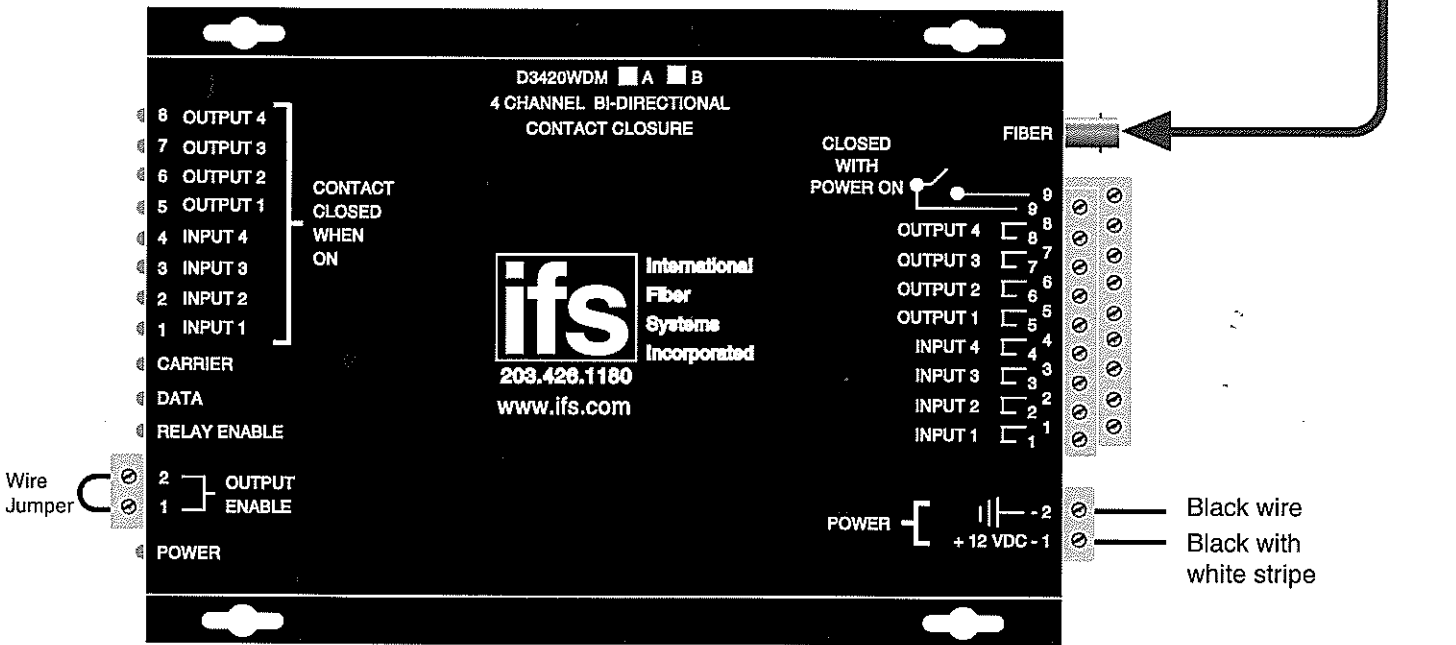 D3420WDM A B
4 CHANNEL BI-DIRECTIONAL
CONTACT CLOSURE
8 OUTPUT 4
7 OUTPUT 3
6 OUTPUT 2
5 OUTPUT 1
4 INPUT 4
3 INPUT 3
2 INPUT 2
1 INPUT 1
CONTACT
CLOSED
WHEN
ON
CARRIER
DATA
RELAY ENABLE
Wire
Jumper
2
1
OUTPUT
ENABLE
POWER
ifs
International
Fiber
Systems
Incorporated
203.426.1180
www.ifs.com
FIBER
CLOSED
WITH
POWER ON
9
9
OUTPUT 4 8 8
OUTPUT 3 7 7
OUTPUT 2 6 6
OUTPUT 1 5 5
INPUT 4 4 4
INPUT 3 3 3
INPUT 2 2 2
INPUT 1 1 1
POWER
- 2
+ 12 VDC - 1
Black wire
Black with
white stripe